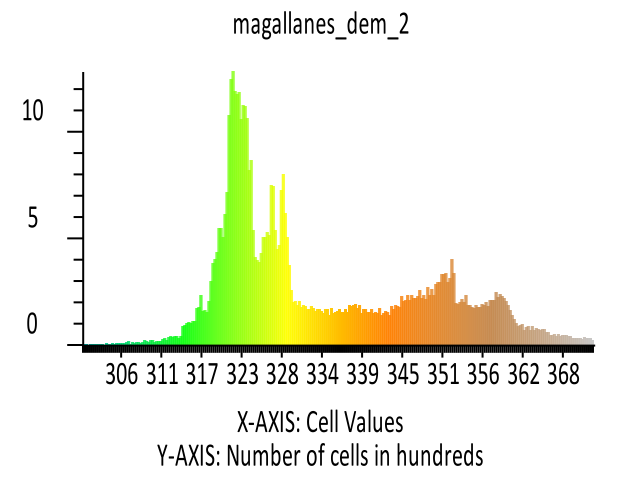 magallanes_dem_2
10
5
0
306 311 317 323 328 334 339 345 351 356 362 368
X-AXIS: Cell Values
Y-AXIS: Number of cells in hundreds